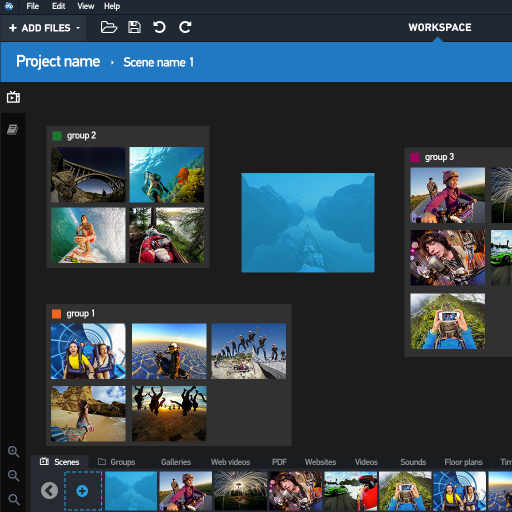 File Edit View Help
+ ADD FILES
WORKSPACE
Project name › Scene name 1
group 2
group 3
group 1
Scenes Groups Galleries Web videos PDF Websites Videos Sounds Floor plans Tim